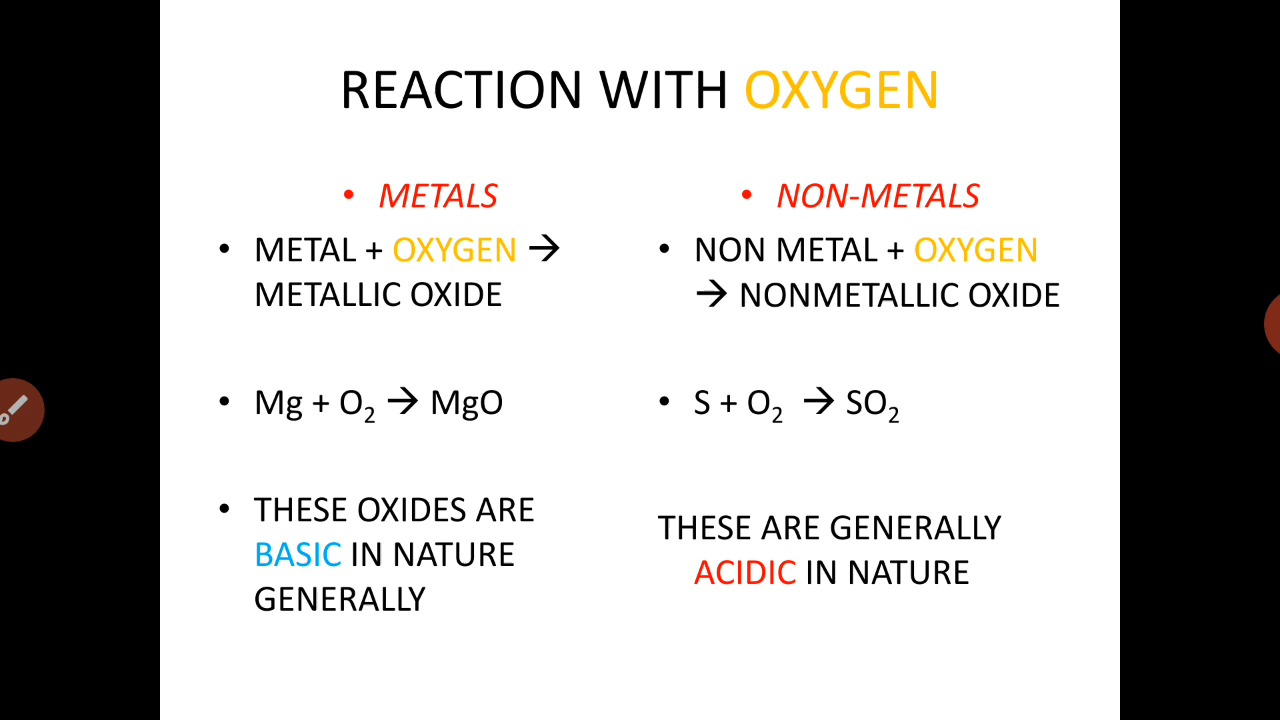 REACTION WITH OXYGEN
• METALS
• METAL + OXYGEN →
METALLIC OXIDE
• Mg + O₂ → MgO
• THESE OXIDES ARE
BASIC IN NATURE
GENERALLY
• NON-METALS
• NON METAL + OXYGEN
→ NONMETALLIC OXIDE
• S + O₂ → SO₂
THESE ARE GENERALLY
ACIDIC IN NATURE